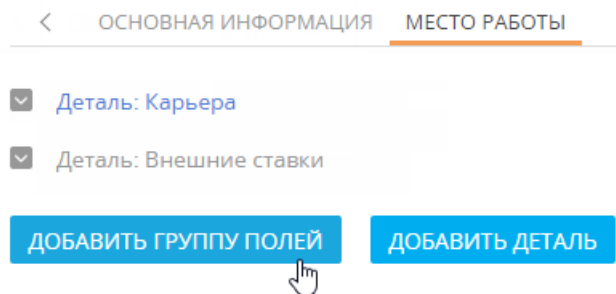 ОСНОВНАЯ ИНФОРМАЦИЯ МЕСТО РАБОТЫ
Деталь: Карьера
Деталь: Внешние ставки
ДОБАВИТЬ ГРУППУ ПОЛЕЙ ДОБАВИТЬ ДЕТАЛЬ